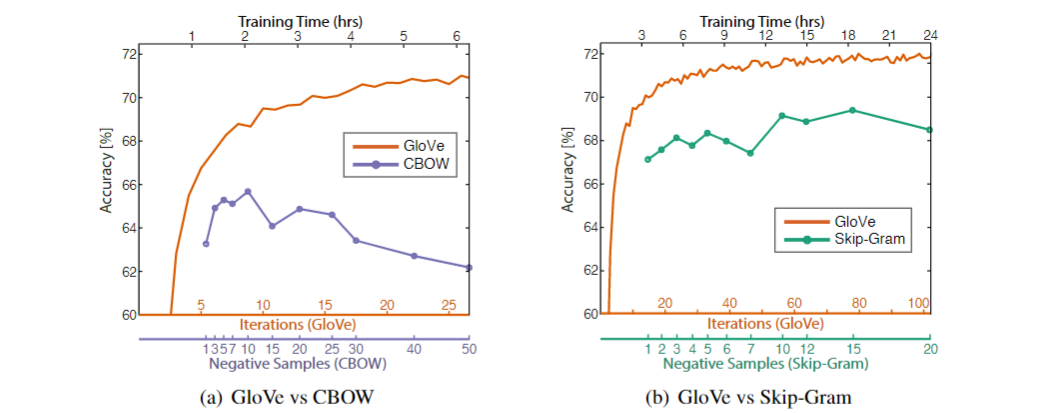 Training Time (hrs)
1 2 3 4 5 6
72
70
68
66
64
62
60
Accuracy [%]
GloVe
CBOW
5 10 15 20 25
Iterations (GloVe)
1 3 5 7 10 15 20 25 30 40 50
Negative Samples (CBOW)
(a) GloVe vs CBOW
Training Time (hrs)
3 6 9 12 15 18 21 24
72
70
68
66
64
62
60
Accuracy [%]
GloVe
Skip-Gram
20 40 60 80 100
Iterations (GloVe)
1 2 3 4 5 6 7 10 12 15 20
Negative Samples (Skip-Gram)
(b) GloVe vs Skip-Gram